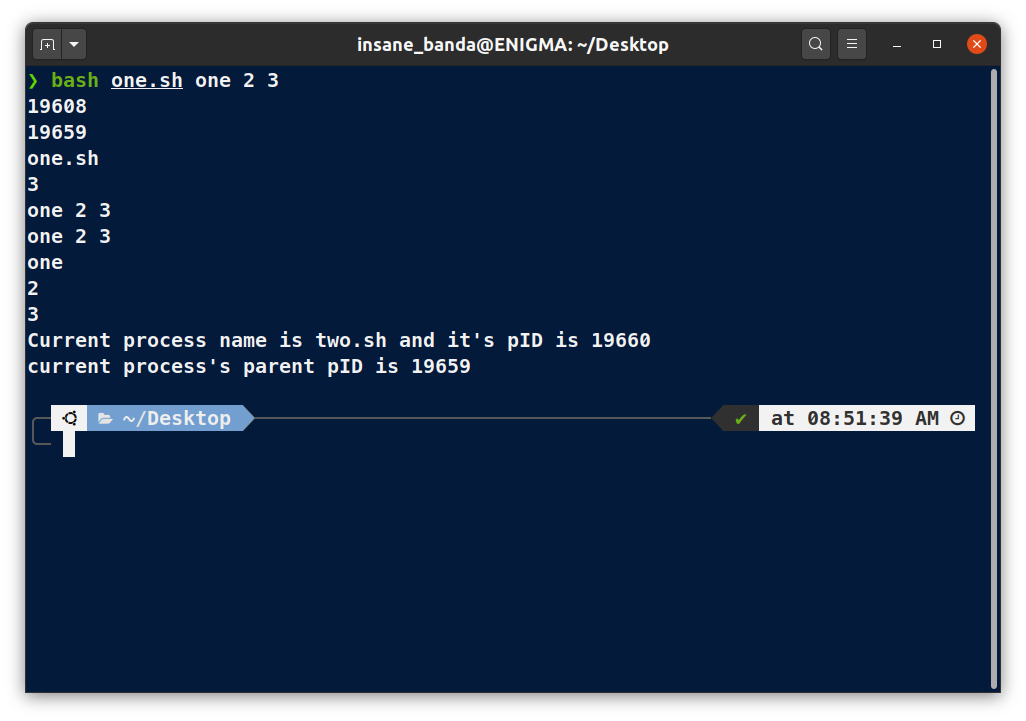 insane_banda@ENIGMA: ~/Desktop
❯ bash one.sh one 2 3
19608
19659
one.sh
3
one 2 3
one 2 3
one
2
3
Current process name is two.sh and it's pID is 19660
current process's parent pID is 19659
~/Desktop
✔ at 08:51:39 AM